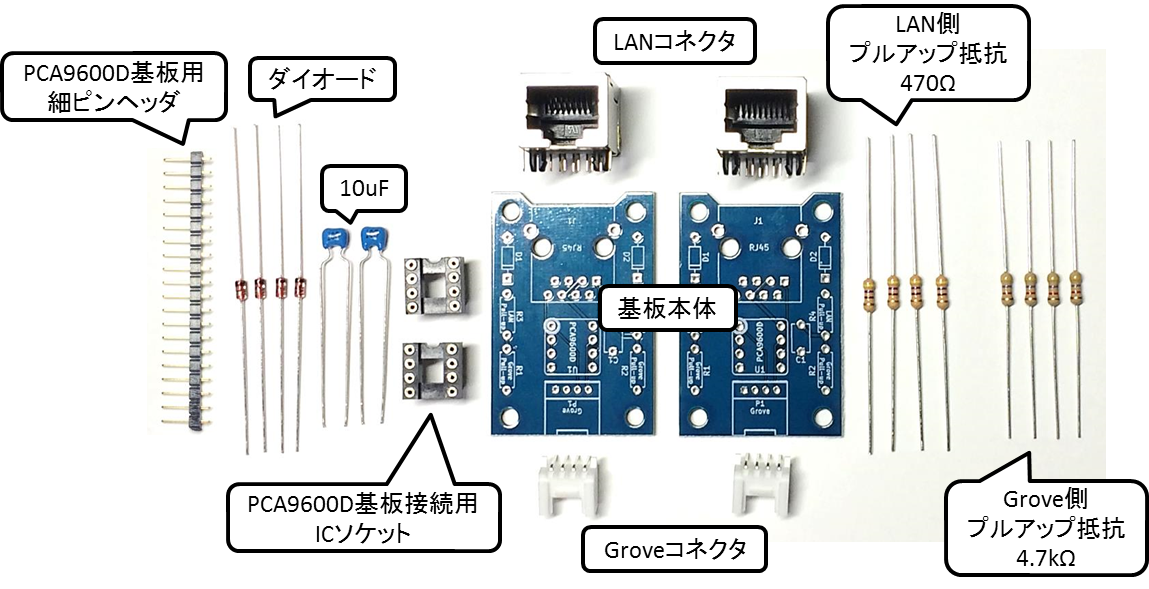 LANコネクタ
LAN側
プルアップ抵抗
470Ω
PCA9600D基板用
細ピンヘッダ
ダイオード
10uF
J1
RJ45
D1
D2
J1
RJ45
D1
D2
基板本体
R3
LAN
Pull-up
LAN
Pull-up
R4
LAN
Pull-up
PCA9600D
U1
C1
PCA9600D
U1
C1
R1
Grove
Pull-up
R2
Grove
Pull-up
R1
Grove
Pull-up
R2
Grove
Pull-up
P1
Grove
P1
Grove
PCA9600D基板接続用
ICソケット
Groveコネクタ
Grove側
プルアップ抵抗
4.7kΩ